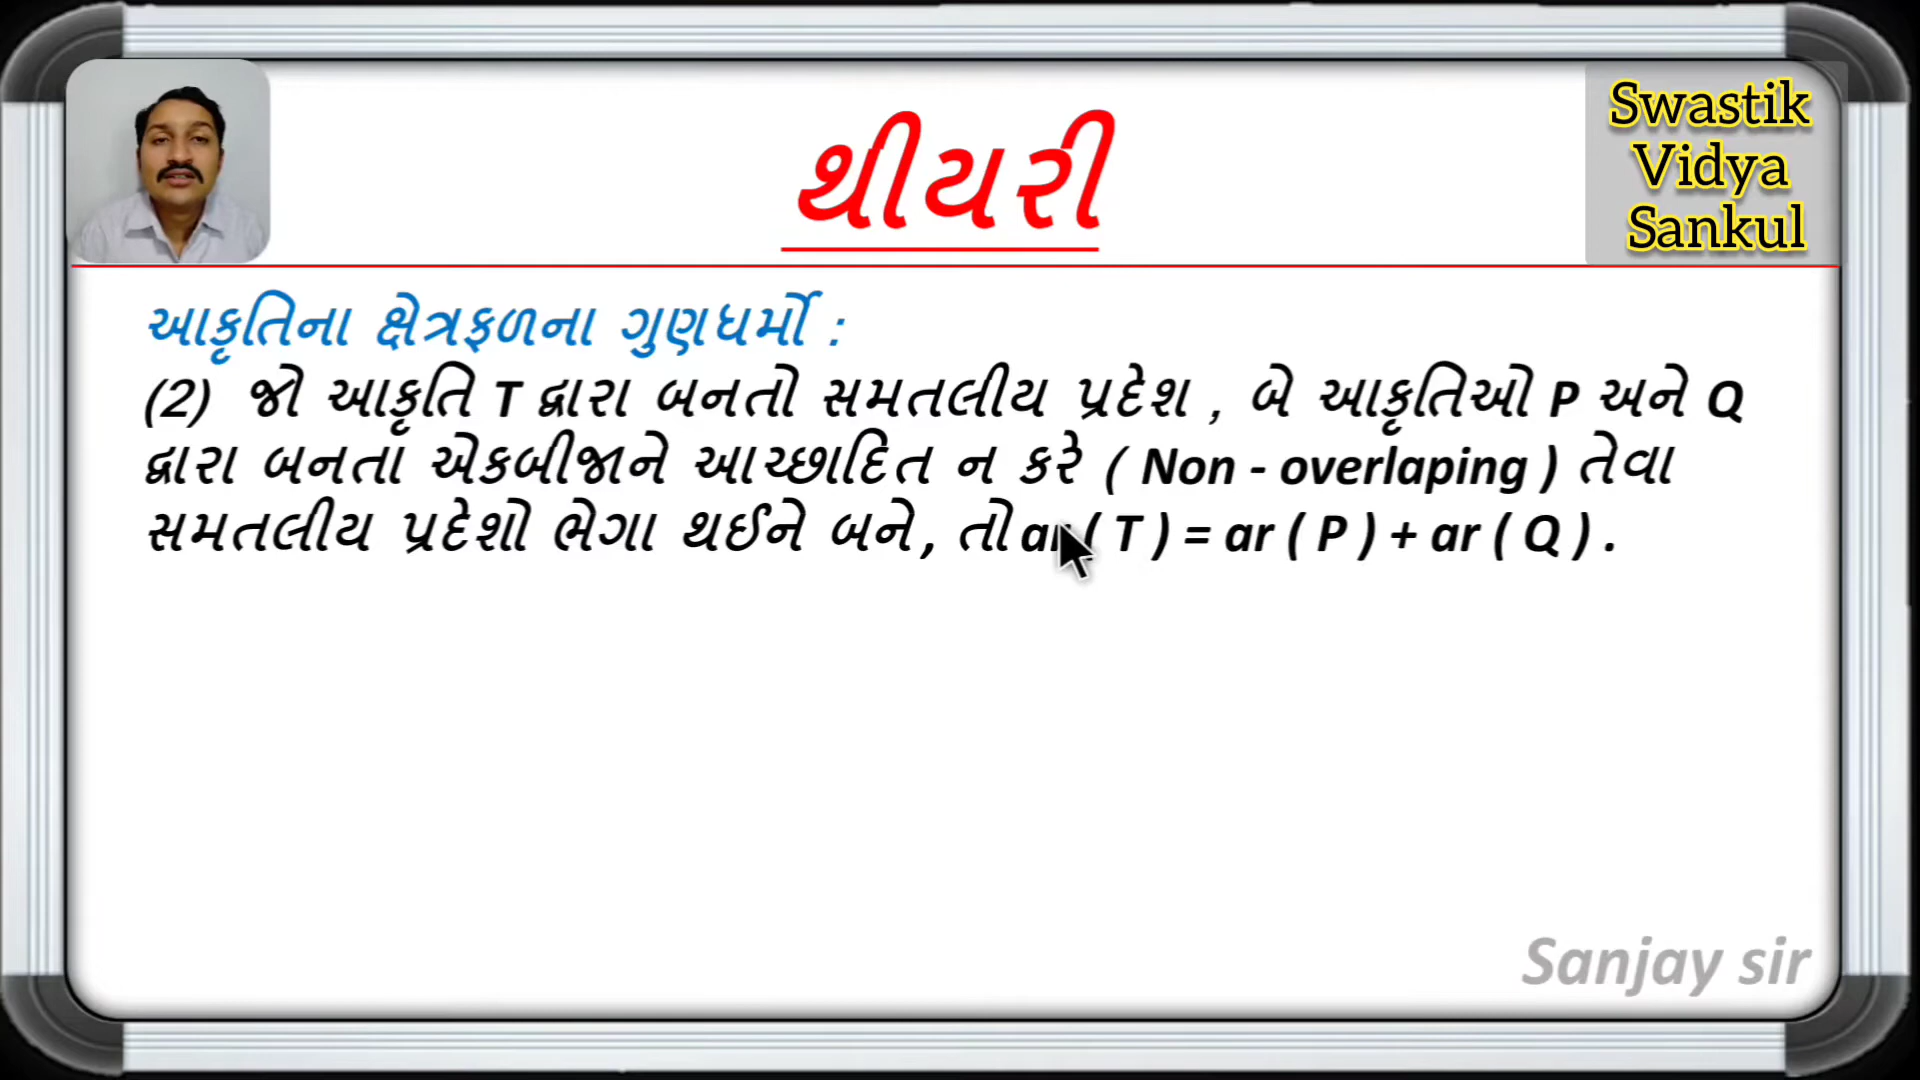 થીયરી
Swastik
Vidya
Sankul
આકૃતિના ક્ષેત્રફળના ગુણધર્મો :
(2) જો આકૃતિ T દ્વારા બનતો સમતલીય પ્રદેશ , બે આકૃતિઓ P અને Q
દ્વારા બનતા એકબીજાને આચ્છાદિત ન કરે ( Non - overlaping ) તેવા
સમતલીય પ્રદેશો ભેગા થઈને બને, તો ar ( T ) = ar ( P ) + ar ( Q ) .
Sanjay sir